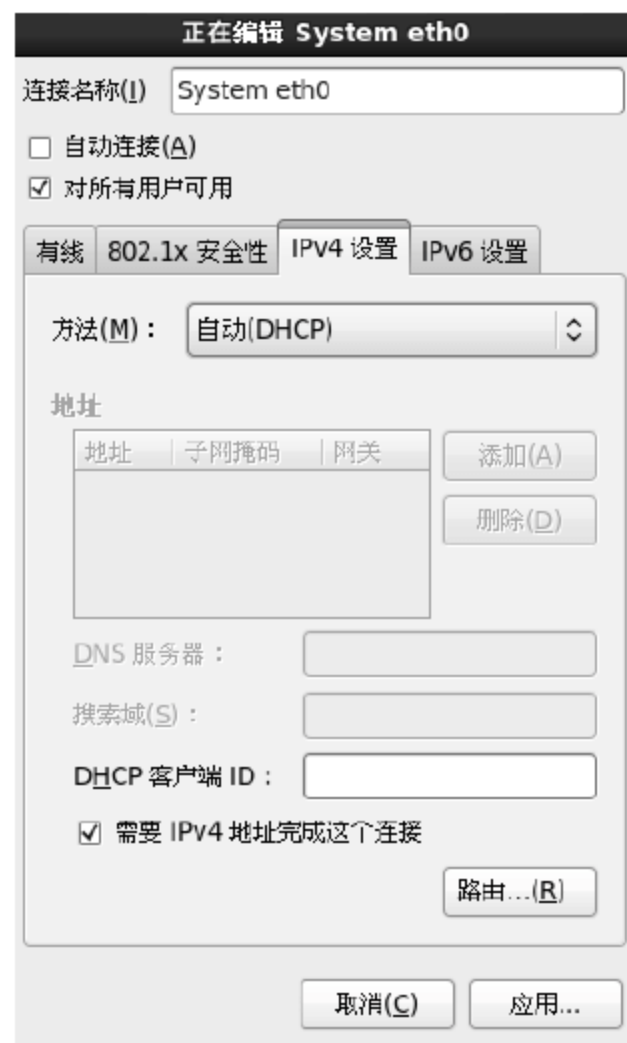 正在编辑 System eth0
连接名称(I) System eth0
自动连接(A)
对所有用户可用
有线 802.1x 安全性 IPv4 设置 IPv6 设置
方法(M): 自动(DHCP)
地址
地址 子网掩码 网关 添加(A)
删除(D)
DNS 服务器:
搜索域(S):
DHCP 客户端 ID:
需要 IPv4 地址完成这个连接
路由…(R)
取消(C) 应用...